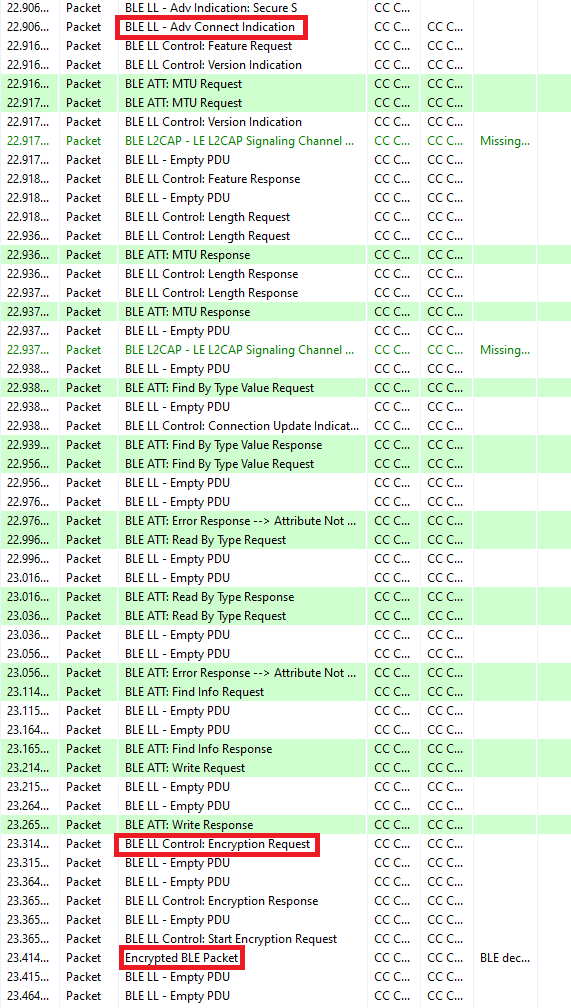 22.906... Packet BLE LL - Adv Indication: Secure S CC C...
22.906... Packet BLE LL - Adv Connect Indication CC C... CC C...
22.916... Packet BLE LL Control: Feature Request CC C... CC C...
22.916... Packet BLE LL Control: Version Indication CC C... CC C...
22.916... Packet BLE ATT: MTU Request CC C... CC C...
22.917... Packet BLE ATT: MTU Request CC C... CC C...
22.917... Packet BLE LL Control: Version Indication CC C... CC C...
22.917... Packet BLE L2CAP - LE L2CAP Signaling Channel ... CC C... CC C... Missing...
22.917... Packet BLE LL - Empty PDU CC C... CC C...
22.918... Packet BLE LL Control: Feature Response CC C... CC C...
22.918... Packet BLE LL - Empty PDU CC C... CC C...
22.918... Packet BLE LL Control: Length Request CC C... CC C...
22.936... Packet BLE LL Control: Length Request CC C... CC C...
22.936... Packet BLE ATT: MTU Response CC C... CC C...
22.936... Packet BLE LL Control: Length Response CC C... CC C...
22.937... Packet BLE LL Control: Length Response CC C... CC C...
22.937... Packet BLE ATT: MTU Response CC C... CC C...
22.937... Packet BLE LL - Empty PDU CC C... CC C...
22.937... Packet BLE L2CAP - LE L2CAP Signaling Channel ... CC C... CC C... Missing...
22.938... Packet BLE LL - Empty PDU CC C... CC C...
22.938... Packet BLE ATT: Find By Type Value Request CC C... CC C...
22.938... Packet BLE LL - Empty PDU CC C... CC C...
22.938... Packet BLE LL Control: Connection Update Indicat... CC C... CC C...
22.939... Packet BLE ATT: Find By Type Value Response CC C... CC C...
22.956... Packet BLE ATT: Find By Type Value Request CC C... CC C...
22.956... Packet BLE LL - Empty PDU CC C... CC C...
22.976... Packet BLE LL - Empty PDU CC C... CC C...
22.976... Packet BLE ATT: Error Response --> Attribute Not ... CC C... CC C...
22.996... Packet BLE ATT: Read By Type Request CC C... CC C...
22.996... Packet BLE LL - Empty PDU CC C... CC C...
23.016... Packet BLE LL - Empty PDU CC C... CC C...
23.016... Packet BLE ATT: Read By Type Response CC C... CC C...
23.036... Packet BLE ATT: Read By Type Request CC C... CC C...
23.036... Packet BLE LL - Empty PDU CC C... CC C...
23.056... Packet BLE LL - Empty PDU CC C... CC C...
23.056... Packet BLE ATT: Error Response --> Attribute Not ... CC C... CC C...
23.114... Packet BLE ATT: Find Info Request CC C... CC C...
23.115... Packet BLE LL - Empty PDU CC C... CC C...
23.164... Packet BLE LL - Empty PDU CC C... CC C...
23.165... Packet BLE ATT: Find Info Response CC C... CC C...
23.214... Packet BLE ATT: Write Request CC C... CC C...
23.215... Packet BLE LL - Empty PDU CC C... CC C...
23.264... Packet BLE LL - Empty PDU CC C... CC C...
23.265... Packet BLE ATT: Write Response CC C... CC C...
23.314... Packet BLE LL Control: Encryption Request CC C... CC C...
23.315... Packet BLE LL - Empty PDU CC C... CC C...
23.364... Packet BLE LL - Empty PDU CC C... CC C...
23.365... Packet BLE LL Control: Encryption Response CC C... CC C...
23.365... Packet BLE LL - Empty PDU CC C... CC C...
23.365... Packet BLE LL Control: Start Encryption Request CC C... CC C...
23.414... Packet Encrypted BLE Packet CC C... CC C... BLE dec...
23.415... Packet BLE LL - Empty PDU CC C... CC C...
23.464... Packet BLE LL - Empty PDU CC C... CC C...